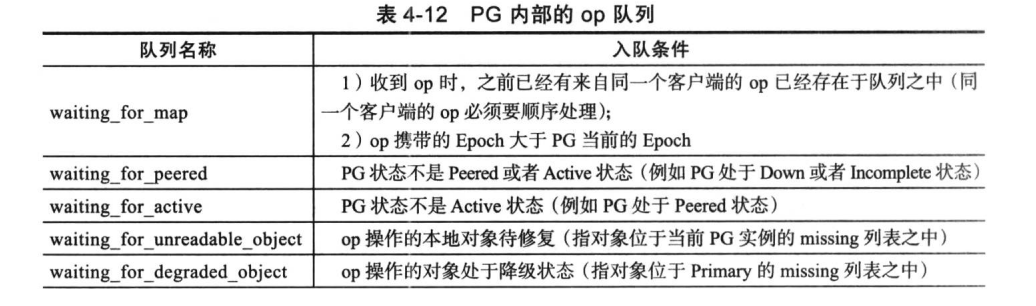 表 4-12 PG 内部的 op 队列
队列名称 入队条件
waiting_for_map
1）收到 op 时，之前已经有来自同一个客户端的 op 已经存在于队列之中（同
一个客户端的 op 必须要顺序处理);
2）op 携带的 Epoch 大于 PG 当前的 Epoch
waiting_for_peered PG 状态不是 Peered 或者 Active 状态（例如 PG 处于 Down 或者 Incomplete 状态）
waiting_for_active PG 状态不是 Active 状态（例如 PG 处于 Peered 状态）
waiting_for_unreadable_object op 操作的本地对象待修复（指对象位于当前 PG 实例的 missing 列表之中）
waiting_for_degraded_object op 操作的对象处于降级状态（指对象位于 Primary 的 missing 列表之中）